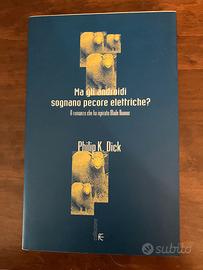 Ma gli androidi
sognano pecore elettriche?
Il romanzo che ha ispirato Blade Runner
Philip K. Dick
subito